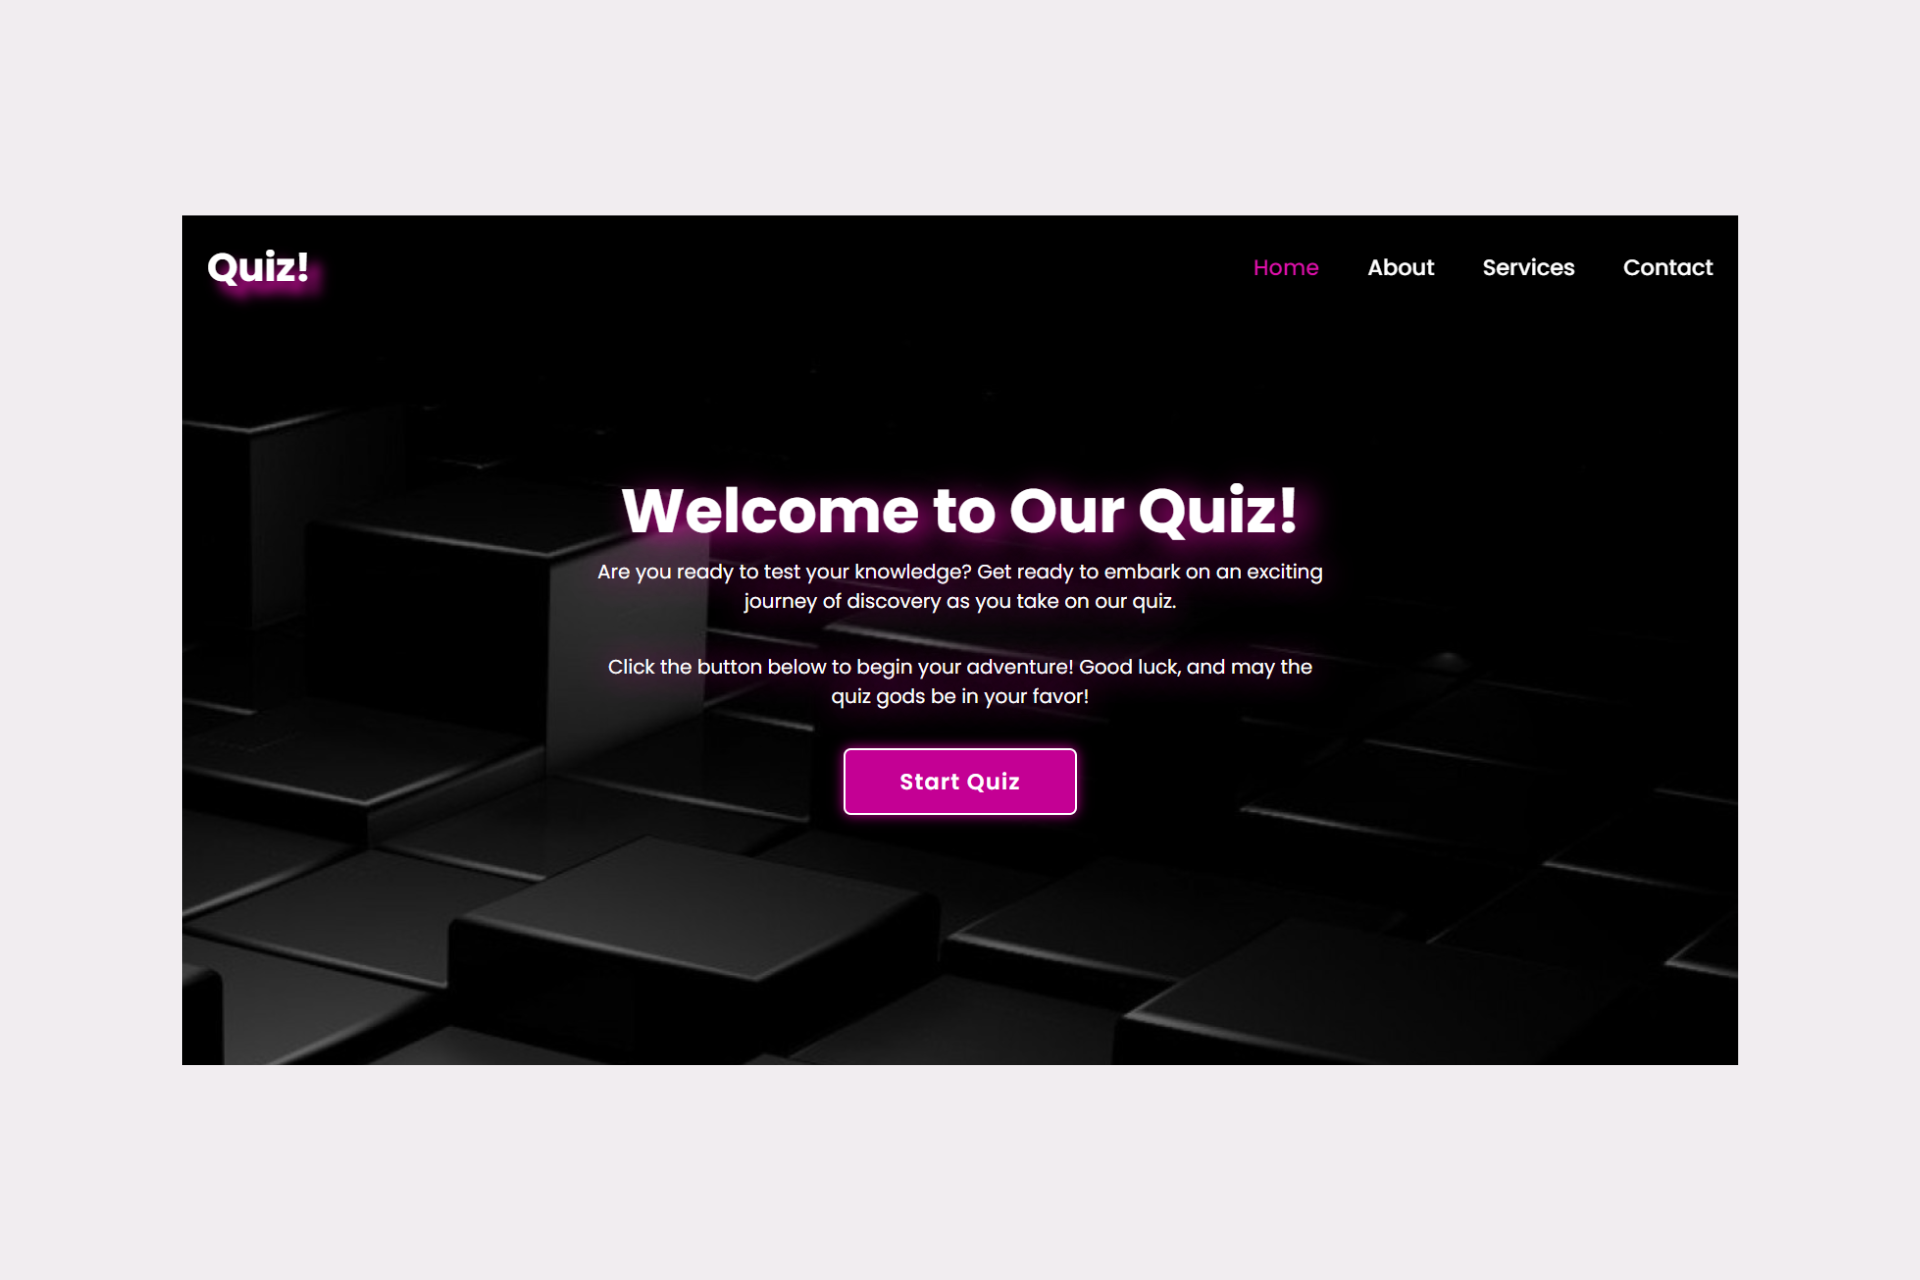 Quiz!
Home About Services Contact
Welcome to Our Quiz!
Are you ready to test your knowledge? Get ready to embark on an exciting
journey of discovery as you take on our quiz.
Click the button below to begin your adventure! Good luck, and may the
quiz gods be in your favor!
Start Quiz